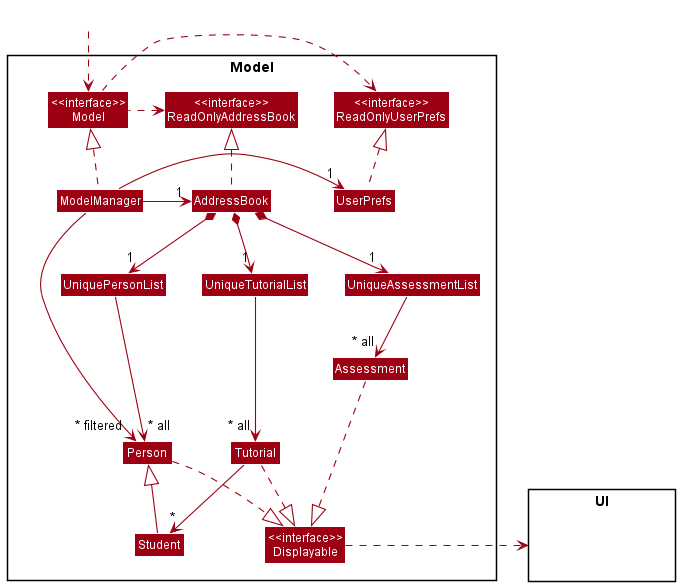 Model
<<interface>>
Model
<<interface>>
ReadOnlyAddressBook
<<interface>>
ReadOnlyUserPrefs
1
1
ModelManager
AddressBook
UserPrefs
1
1
1
UniquePersonList
UniqueTutorialList
UniqueAssessmentList
* all
Assessment
* filtered
* all
* all
Person
Tutorial
UI
*
Student
<<interface>>
Displayable